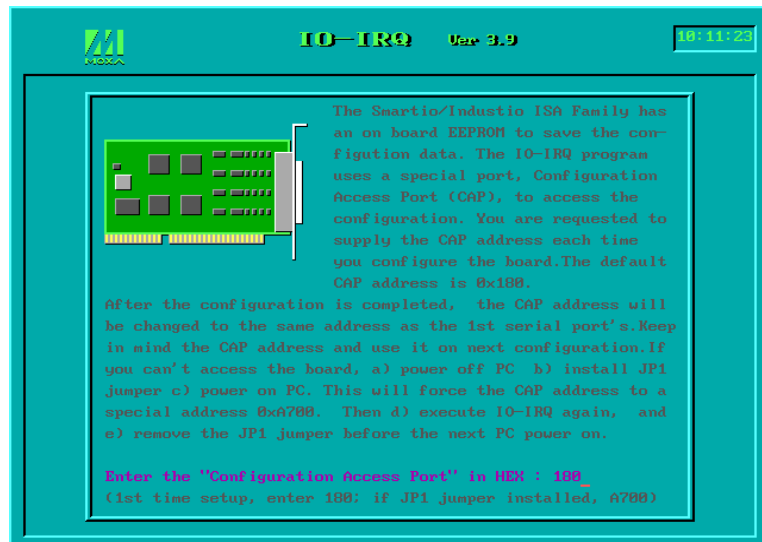 IO-IRQ Ver 3.9
10:11:23
MOXA
The Smartio/Industio ISA Family has
an on board EEPROM to save the con-
figution data. The IO-IRQ program
uses a special port, Configuration
Access Port (CAP), to access the
configuration. You are requested to
supply the CAP address each time
you configure the board.The default
CAP address is 0x180.
After the configuration is completed, the CAP address will
be changed to the same address as the 1st serial port's.Keep
in mind the CAP address and use it on next configuration.If
you can't access the board, a) power off PC b) install JP1
jumper c) power on PC. This will force the CAP address to a
special address 0xA700. Then d) execute IO-IRQ again, and
e) remove the JP1 jumper before the next PC power on.
Enter the "Configuration Access Port" in HEX : 180_
(1st time setup, enter 180; if JP1 jumper installed, A700)